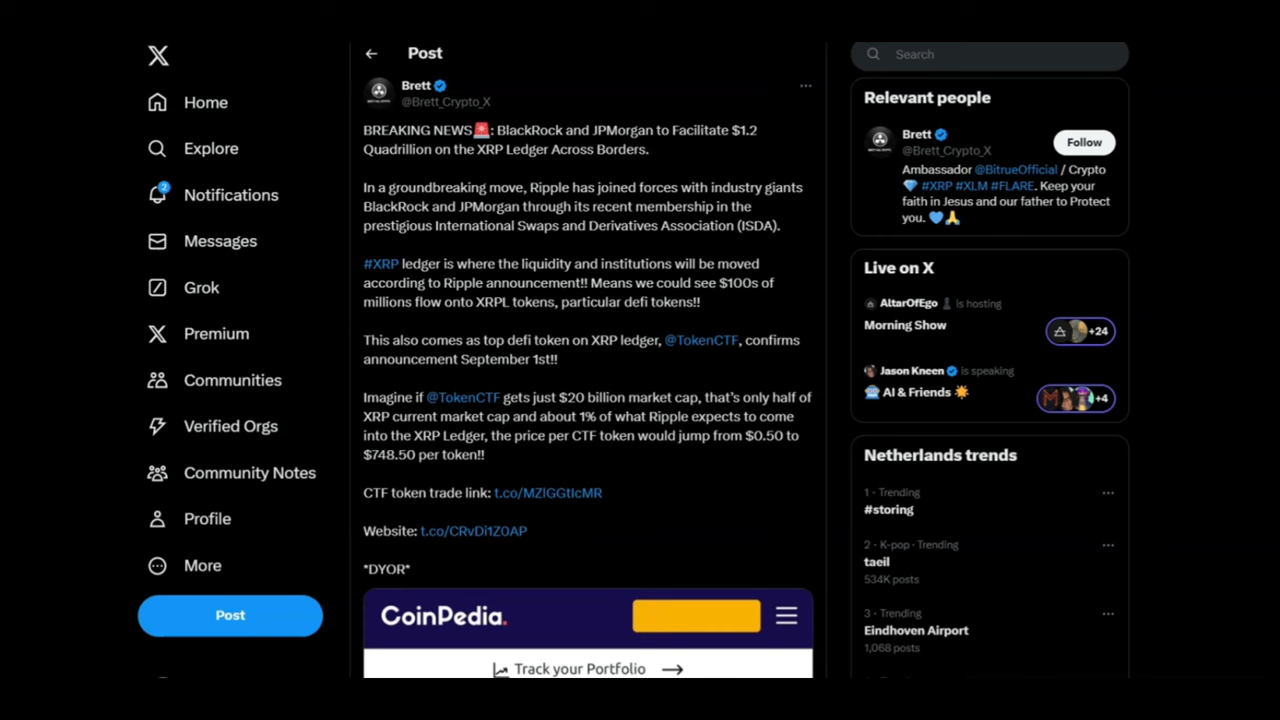 Home
Explore
2
Notifications
Messages
Grok
Premium
Communities
Verified Orgs
Community Notes
Profile
More
Post
Post
Brett
@Brett_Crypto_X
BREAKING NEWS🚨: BlackRock and JPMorgan to Facilitate $1.2
Quadrillion on the XRP Ledger Across Borders.
In a groundbreaking move, Ripple has joined forces with industry giants
BlackRock and JPMorgan through its recent membership in the
prestigious International Swaps and Derivatives Association (ISDA).
#XRP ledger is where the liquidity and institutions will be moved
according to Ripple announcement!! Means we could see $100s of
millions flow onto XRPL tokens, particular defi tokens!!
This also comes as top defi token on XRP ledger, @TokenCTF, confirms
announcement September 1st!!
Imagine if @TokenCTF gets just $20 billion market cap, that's only half of
XRP current market cap and about 1% of what Ripple expects to come
into the XRP Ledger, the price per CTF token would jump from $0.50 to
$748.50 per token!!
CTF token trade link: t.co/MZlGGtIcMR
Website: t.co/CRvDi1Z0AP
*DYOR*
CoinPedia.
Track your Portfolio
Search
Relevant people
Brett
@Brett_Crypto_X
Follow
Ambassador @BitrueOfficial / Crypto
💎 #XRP #XLM #FLARE. Keep your
faith in Jesus and our father to Protect
you. 💙🙏
Live on X
AltarOfEgo is hosting
Morning Show
+24
Jason Kneen is speaking
AI & Friends
+4
Netherlands trends
1 · Trending
#storing
2 · K-pop · Trending
taeil
534K posts
3 · Trending
Eindhoven Airport
1,068 posts